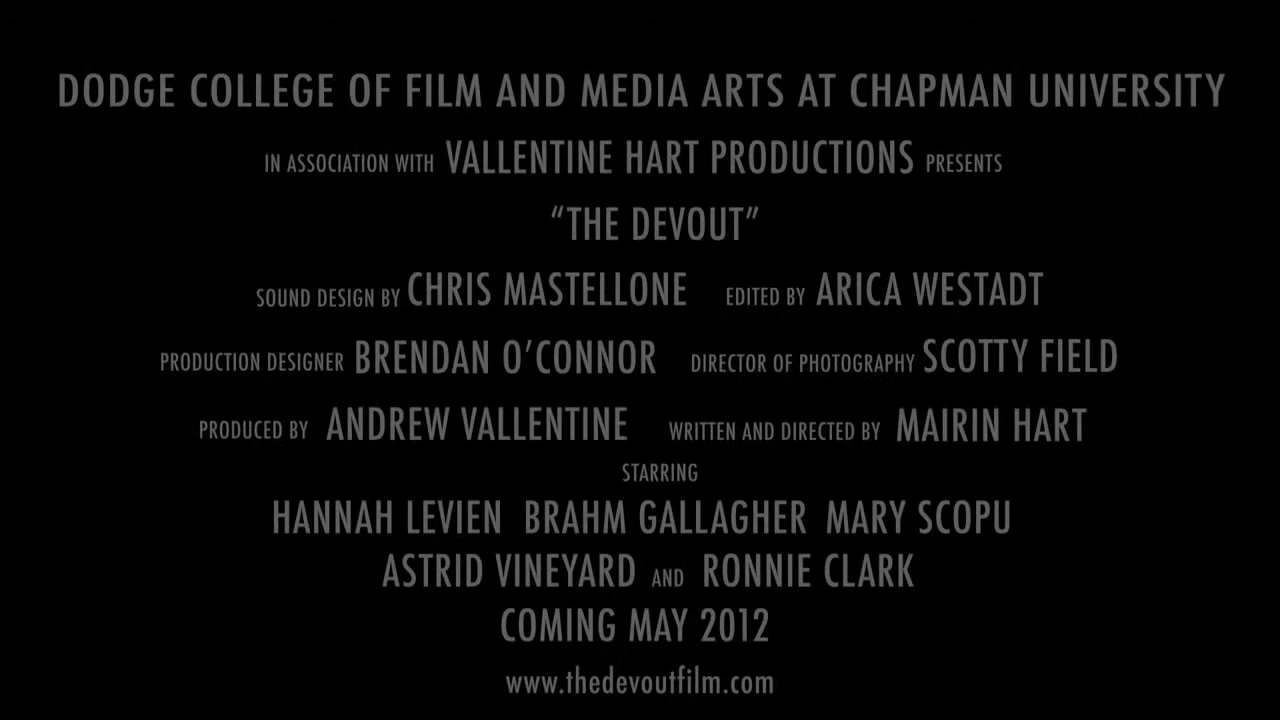 DODGE COLLEGE OF FILM AND MEDIA ARTS AT CHAPMAN UNIVERSITY
IN ASSOCIATION WITH VALLENTINE HART PRODUCTIONS PRESENTS
“THE DEVOUT”
SOUND DESIGN BY CHRIS MASTELLONE EDITED BY ARICA WESTADT
PRODUCTION DESIGNER BRENDAN O’CONNOR DIRECTOR OF PHOTOGRAPHY SCOTTY FIELD
PRODUCED BY ANDREW VALLENTINE WRITTEN AND DIRECTED BY MAIRIN HART
STARRING
HANNAH LEVIEN BRAHM GALLAGHER MARY SCOPU
ASTRID VINEYARD AND RONNIE CLARK
COMING MAY 2012
www.thedevoutfilm.com